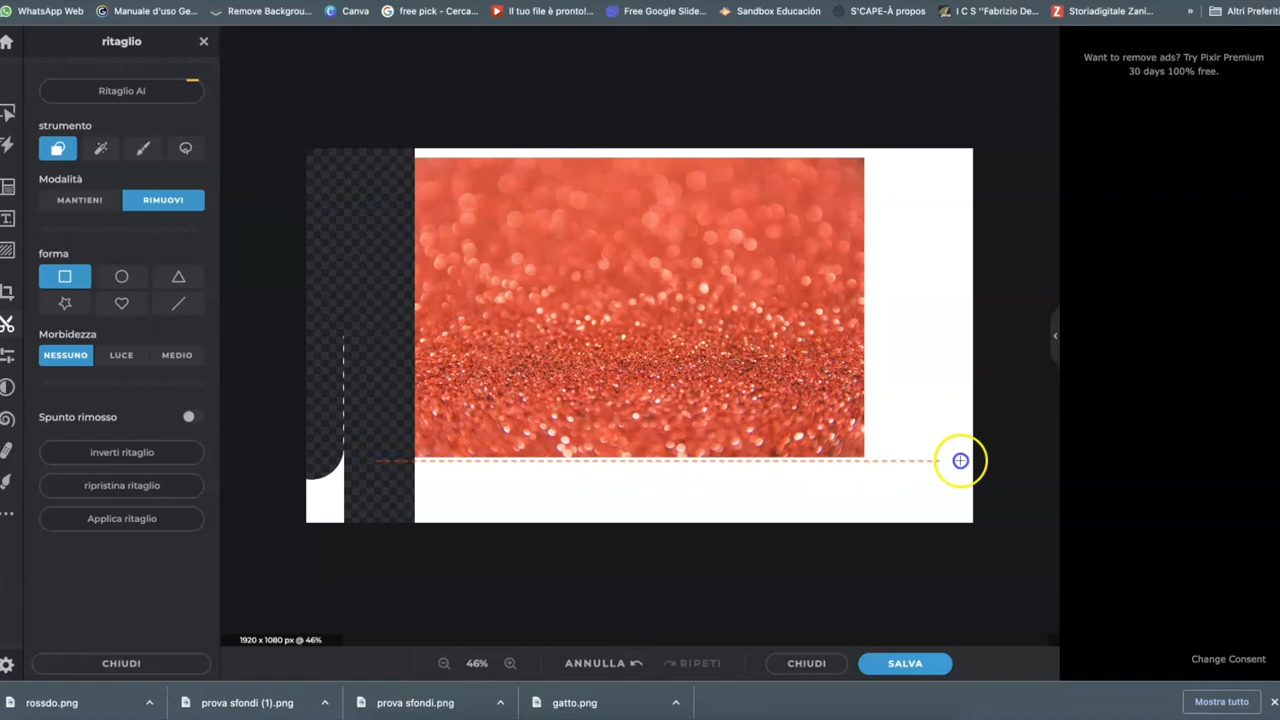 WhatsApp Web
Manuale d'uso Ge...
Remove Backgrou...
Canva
free pick - Cerca...
Il tuo file è pronto!...
Free Google Slide...
Sandbox Educación
S'CAPE-À propos
I C S "Fabrizio De...
Storiadigitale Zani...
»
Altri Preferiti
ritaglio
Ritaglio AI
strumento
Modalità
MANTIENI
RIMUOVI
forma
Morbidezza
NESSUNO
LUCE
MEDIO
Spunto rimosso
inverti ritaglio
ripristina ritaglio
Applica ritaglio
CHIUDI
Want to remove ads? Try Pixlr Premium
30 days 100% free.
1920 x 1080 px @ 46%
46%
ANNULLA
RIPETI
CHIUDI
SALVA
Change Consent
rossdo.png
prova sfondi (1).png
prova sfondi.png
gatto.png
Mostra tutto